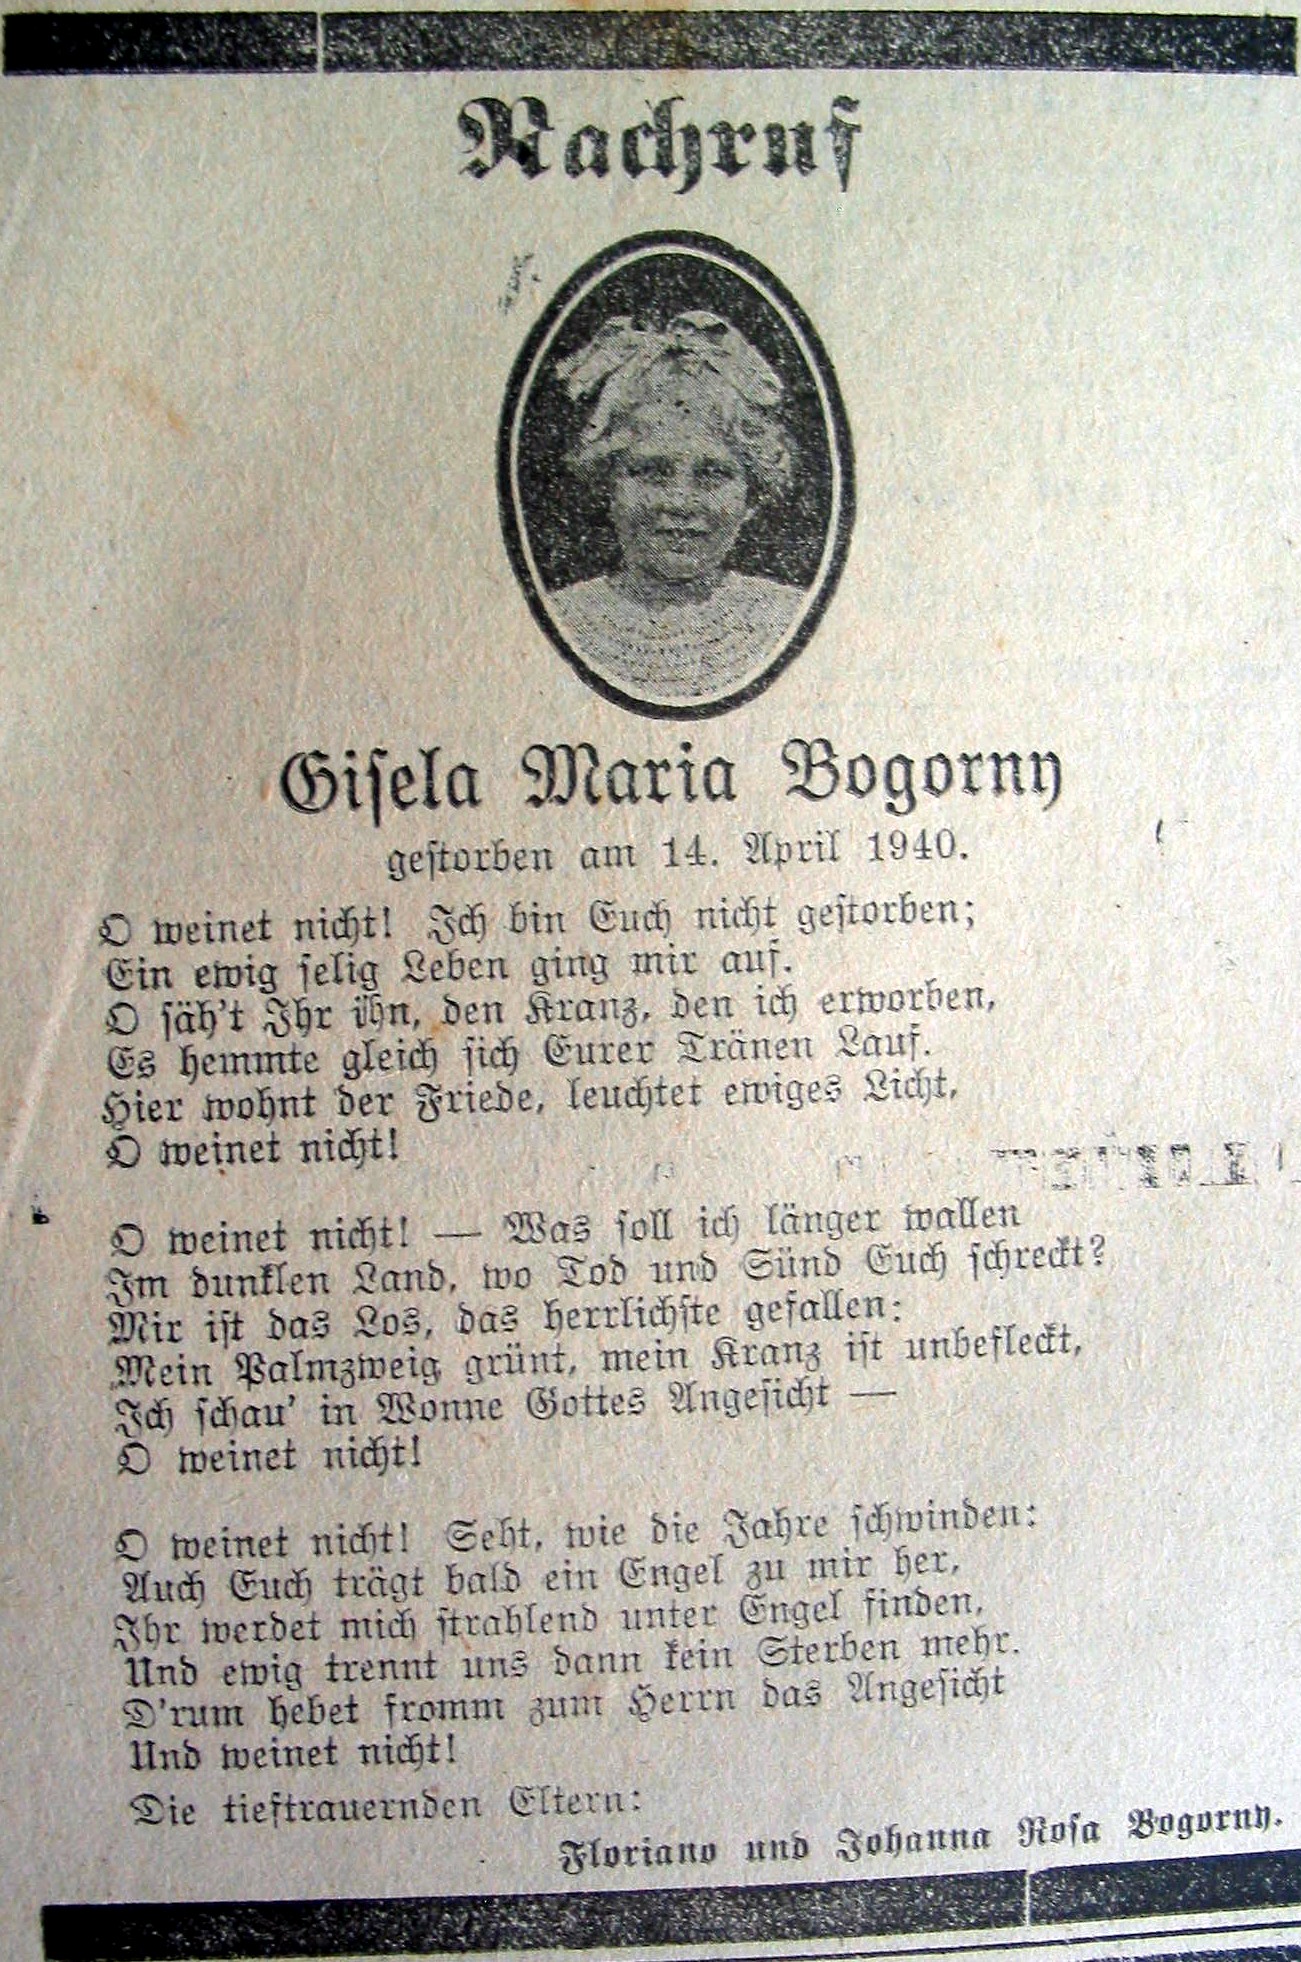 Nachruf
Gisela Maria Bogorny
gestorben am 14. April 1940.
O weinet nicht! Ich bin Euch nicht gestorben;
Ein ewig selig Leben ging mir auf.
O säh't Ihr ihn, den Kranz, den ich erworben,
Es hemmte gleich sich Eurer Tränen Lauf.
Hier wohnt der Friede, leuchtet ewiges Licht,
O weinet nicht!
O weinet nicht! — Was soll ich länger wallen
Im dunklen Land, wo Tod und Sünd Euch schreckt?
Mir ist das Los, das herrlichste gefallen:
Mein Palmzweig grünt, mein Kranz ist unbefleckt,
Ich schau' in Wonne Gottes Angesicht —
O weinet nicht!
O weinet nicht! Seht, wie die Jahre schwinden:
Auch Euch trägt bald ein Engel zu mir her,
Ihr werdet mich strahlend unter Engel finden,
Und ewig trennt uns dann kein Sterben mehr.
D'rum hebet fromm zum Herrn das Angesicht
Und weinet nicht!
Die tieftrauernden Eltern:
Floriano und Johanna Rosa Bogorny.